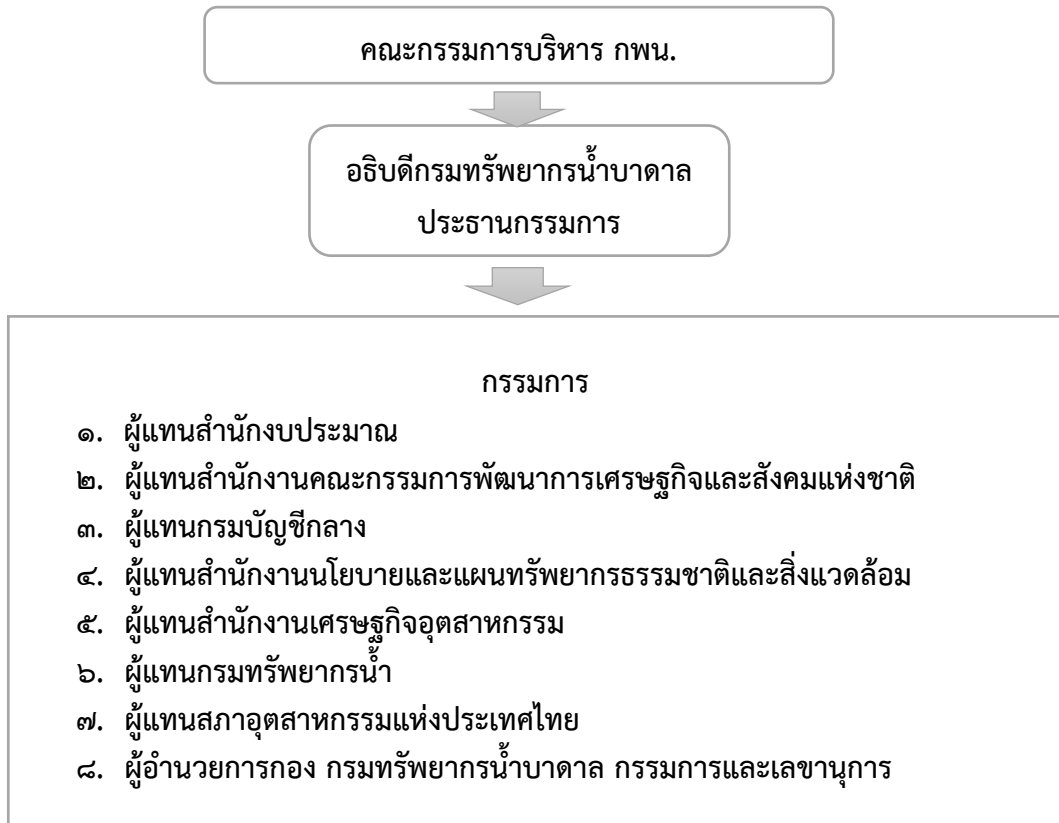 คณะกรรมการบริหาร กพน.
อธิบดีกรมทรัพยากรน้ำบาดาล
ประธานกรรมการ
กรรมการ
๑. ผู้แทนสำนักงบประมาณ
๒. ผู้แทนสำนักงานคณะกรรมการพัฒนาการเศรษฐกิจและสังคมแห่งชาติ
๓. ผู้แทนกรมบัญชีกลาง
๔. ผู้แทนสำนักงานนโยบายและแผนทรัพยากรธรรมชาติและสิ่งแวดล้อม
๕. ผู้แทนสำนักงานเศรษฐกิจอุตสาหกรรม
๖. ผู้แทนกรมทรัพยากรน้ำ
๗. ผู้แทนสภาอุตสาหกรรมแห่งประเทศไทย
๘. ผู้อำนวยการกอง กรมทรัพยากรน้ำบาดาล กรรมการและเลขานุการ